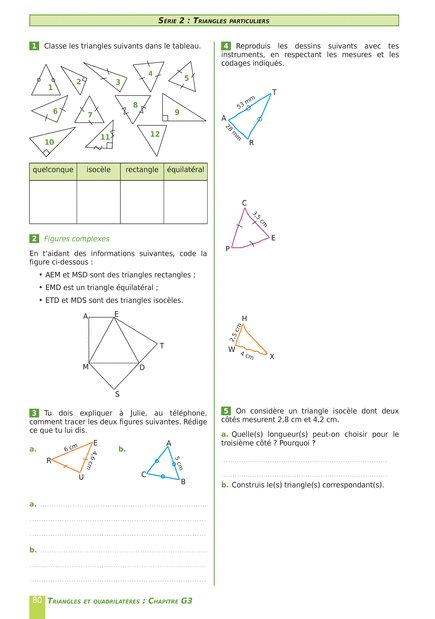 SÉRIE 2 : TRIANGLES PARTICULIERS
1 Classe les triangles suivants dans le tableau.
1
2
3
4
5
6
7
8
9
10
11
12
quelconque isocèle rectangle équilatéral
2 Figures complexes
En t'aidant des informations suivantes, code la
figure ci-dessous :
• AEM et MSD sont des triangles rectangles ;
• EMD est un triangle équilatéral ;
• ETD et MDS sont des triangles isocèles.
A E
T
M D
S
3 Tu dois expliquer à Julie, au téléphone,
comment tracer les deux figures suivantes. Rédige
ce que tu lui dis.
a. 6 cm E
R 4,6 cm
U
b. A
5 cm
C B
a.
b.
80 TRIANGLES ET QUADRILATÈRES : CHAPITRE G3
4 Reproduis les dessins suivants avec tes
instruments, en respectant les mesures et les
codages indiqués.
53 mm T
A
28 mm
R
C
3,5 cm
E
P
H
2,5 cm
W
4 cm X
5 On considère un triangle isocèle dont deux
côtés mesurent 2,8 cm et 4,2 cm.
a. Quelle(s) longueur(s) peut-on choisir pour le
troisième côté ? Pourquoi ?
b. Construis le(s) triangle(s) correspondant(s).